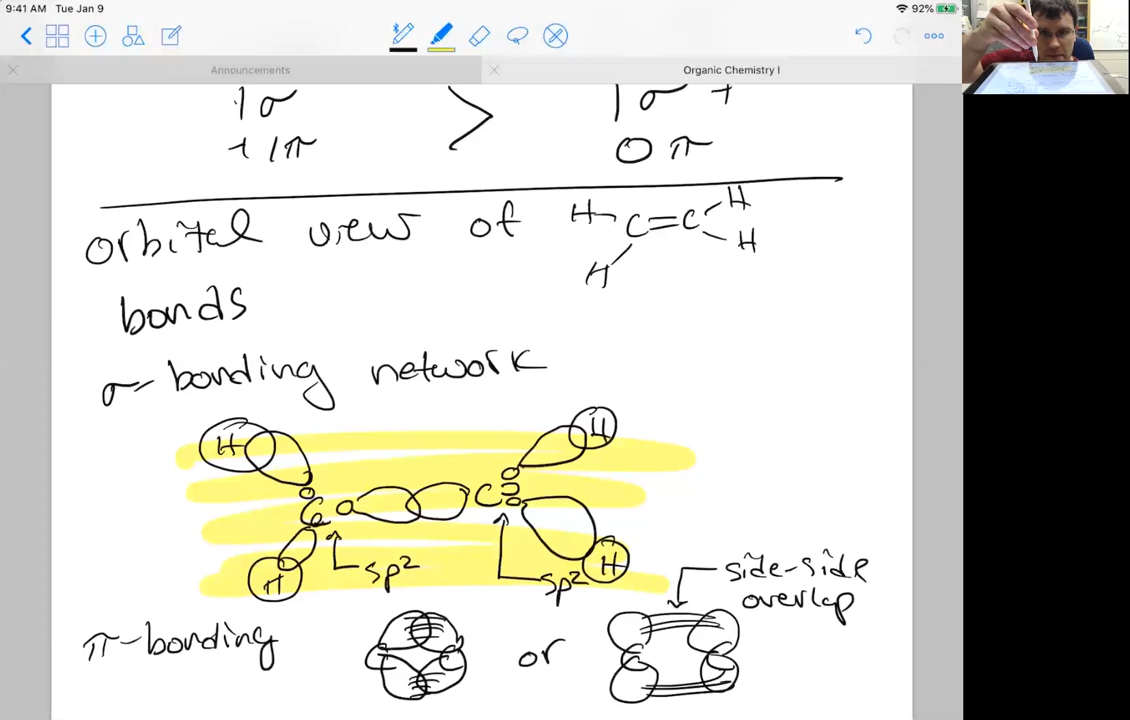 9:41 AM Tue Jan 9
92%
Announcements
Organic Chemistry I
1σ > 1σ +
+ 1π 0 π
orbital view of H C=C H
H H
bonds
σ- bonding network
H H
C C
H sp² sp² H
side-side
overlap
π-bonding C C or C C